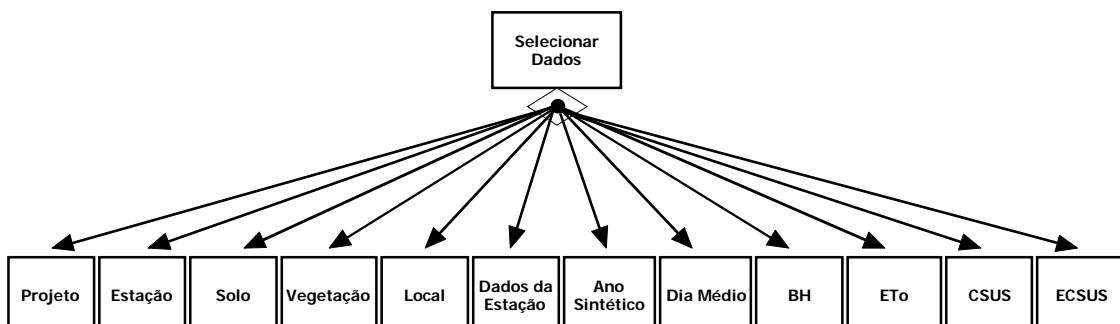 Selecionar
Dados
Projeto
Estação
Solo
Vegetação
Local
Dados da
Estação
Ano
Sintético
Dia Médio
BH
ETo
CSUS
ECSUS